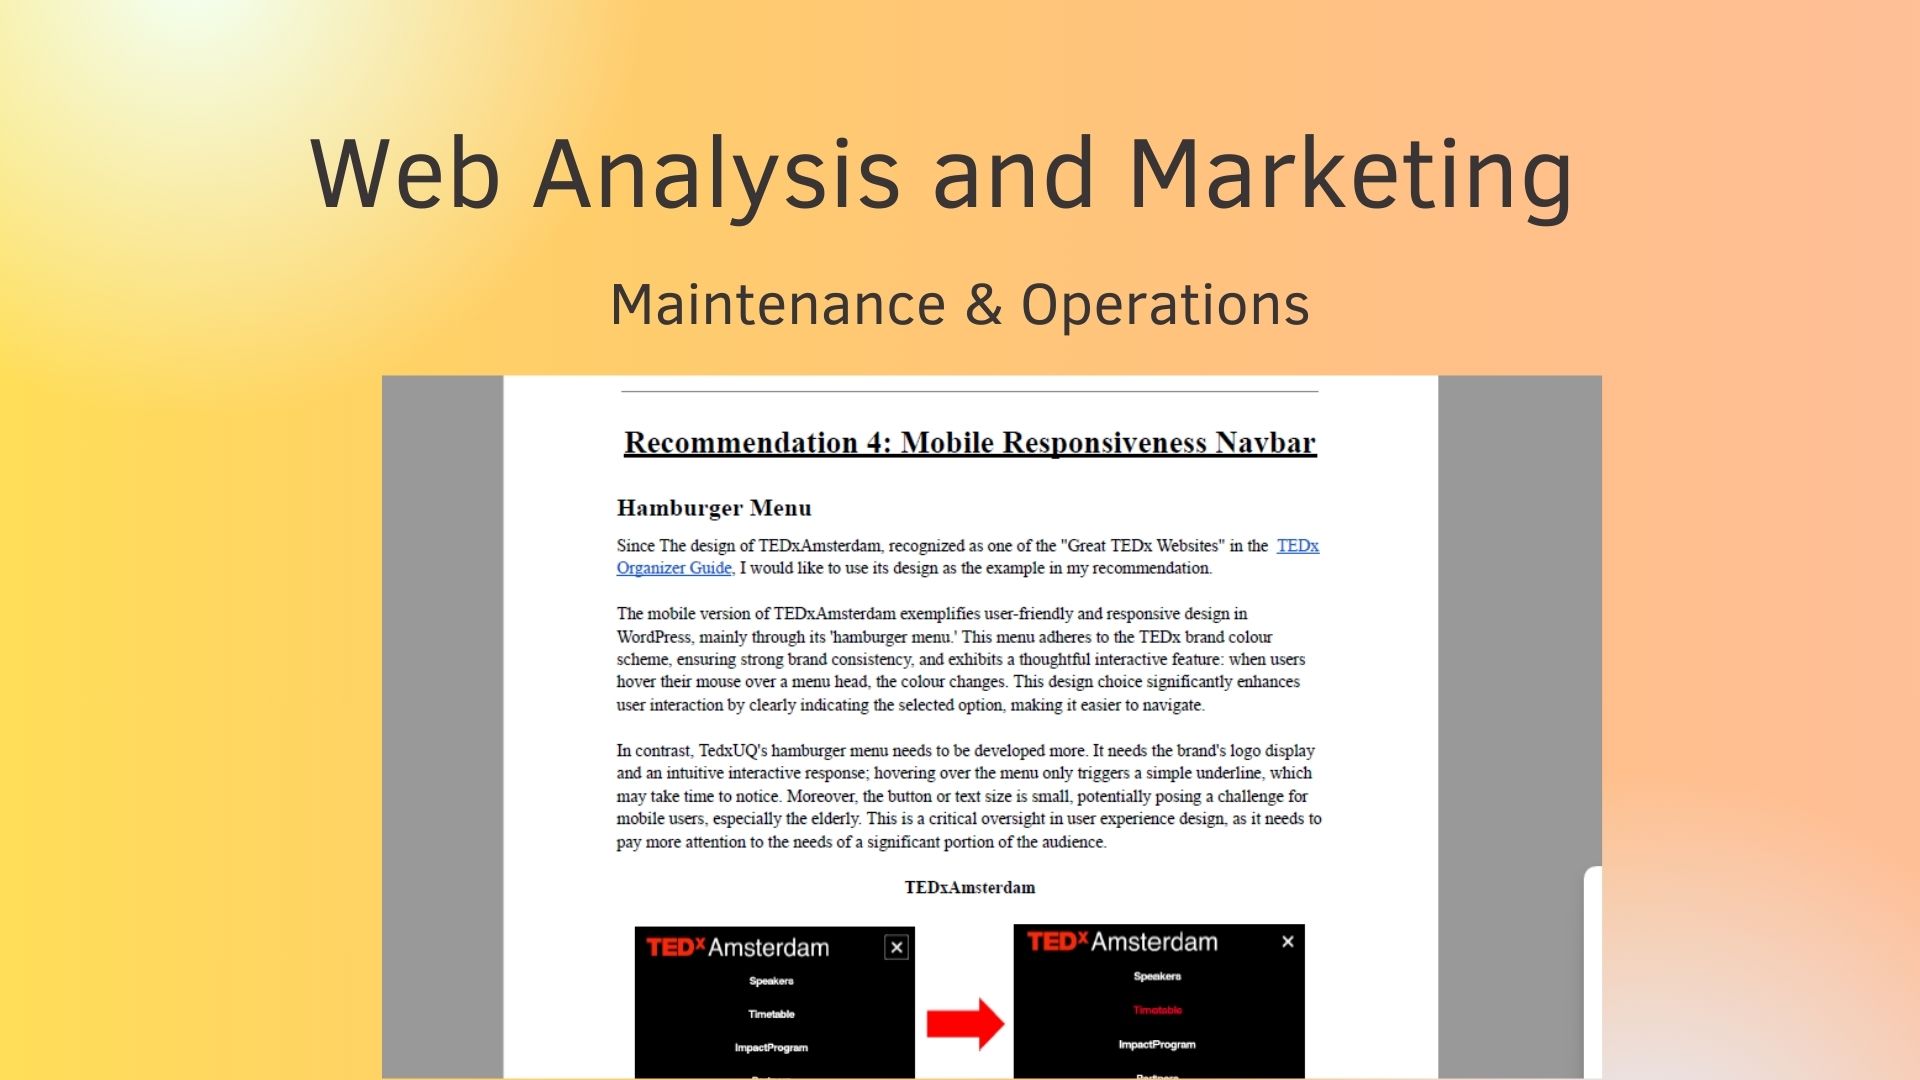 Web Analysis and Marketing
Maintenance & Operations
Recommendation 4: Mobile Responsiveness Navbar
Hamburger Menu
Since The design of TEDxAmsterdam, recognized as one of the "Great TEDx Websites" in the TEDx
Organizer Guide, I would like to use its design as the example in my recommendation.
The mobile version of TEDxAmsterdam exemplifies user-friendly and responsive design in
WordPress, mainly through its 'hamburger menu.' This menu adheres to the TEDx brand colour
scheme, ensuring strong brand consistency, and exhibits a thoughtful interactive feature: when users
hover their mouse over a menu head, the colour changes. This design choice significantly enhances
user interaction by clearly indicating the selected option, making it easier to navigate.
In contrast, TedxUQ's hamburger menu needs to be developed more. It needs the brand's logo display
and an intuitive interactive response; hovering over the menu only triggers a simple underline, which
may take time to notice. Moreover, the button or text size is small, potentially posing a challenge for
mobile users, especially the elderly. This is a critical oversight in user experience design, as it needs to
pay more attention to the needs of a significant portion of the audience.
TEDxAmsterdam
TEDx Amsterdam
Speakers
Timetable
ImpactProgram
TEDx Amsterdam
Speakers
Timetable
ImpactProgram